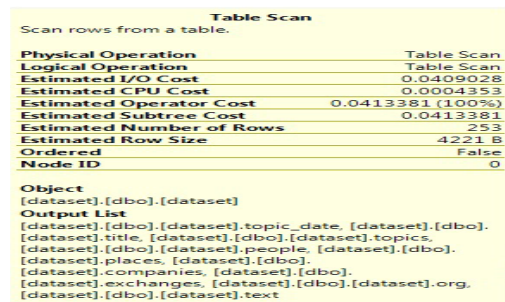 Table Scan
Scan rows from a table.
Physical Operation Table Scan
Logical Operation Table Scan
Estimated I/O Cost 0.0409028
Estimated CPU Cost 0.0004353
Estimated Operator Cost 0.0413381 (100%)
Estimated Subtree Cost 0.0413381
Estimated Number of Rows 253
Estimated Row Size 4221 B
Ordered False
Node ID 0
Object
[dataset].[dbo].[dataset]
Output List
[dataset].[dbo].[dataset].topic_date, [dataset].[dbo].
[dataset].title, [dataset].[dbo].[dataset].topics,
[dataset].[dbo].[dataset].people, [dataset].[dbo].
[dataset].places, [dataset].[dbo].
[dataset].companies, [dataset].[dbo].
[dataset].exchanges, [dataset].[dbo].[dataset].org,
[dataset].[dbo].[dataset].text